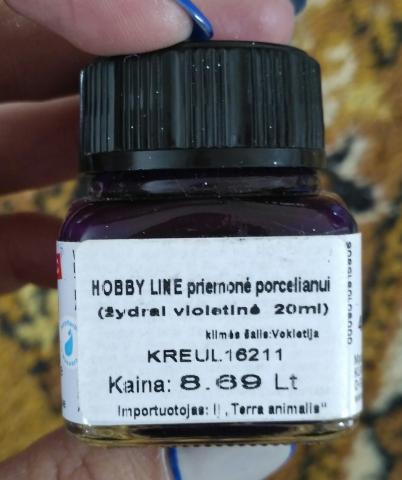 HOBBY LINE priemonė porcelianui
(žydrai violetinė 20ml)
kilmės šalis:Vokietija
KREUL.16211
Kaina: 8.69 Lt
Importuotojas: IĮ „Terra animalis"